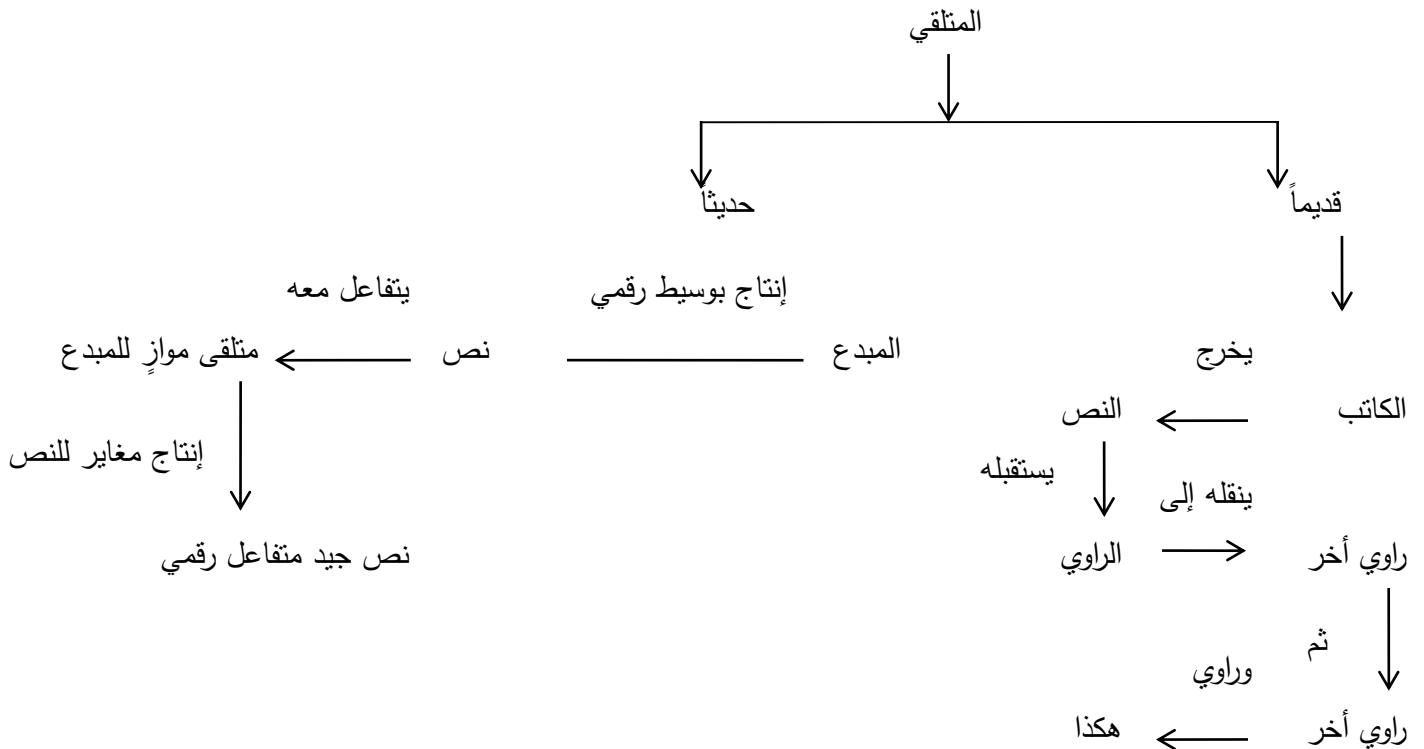 المتلقي
قديماً
حديثاً
يخرج
الكاتب
النص
يستقبله
ينقله إلى
الراوي
راوي أخر
ثم
راوي أخر
وراوي
هكذا
المبدع
إنتاج بوسيط رقمي
نص
يتفاعل معه
متلقى موازٍ للمبدع
إنتاج مغاير للنص
نص جيد متفاعل رقمي